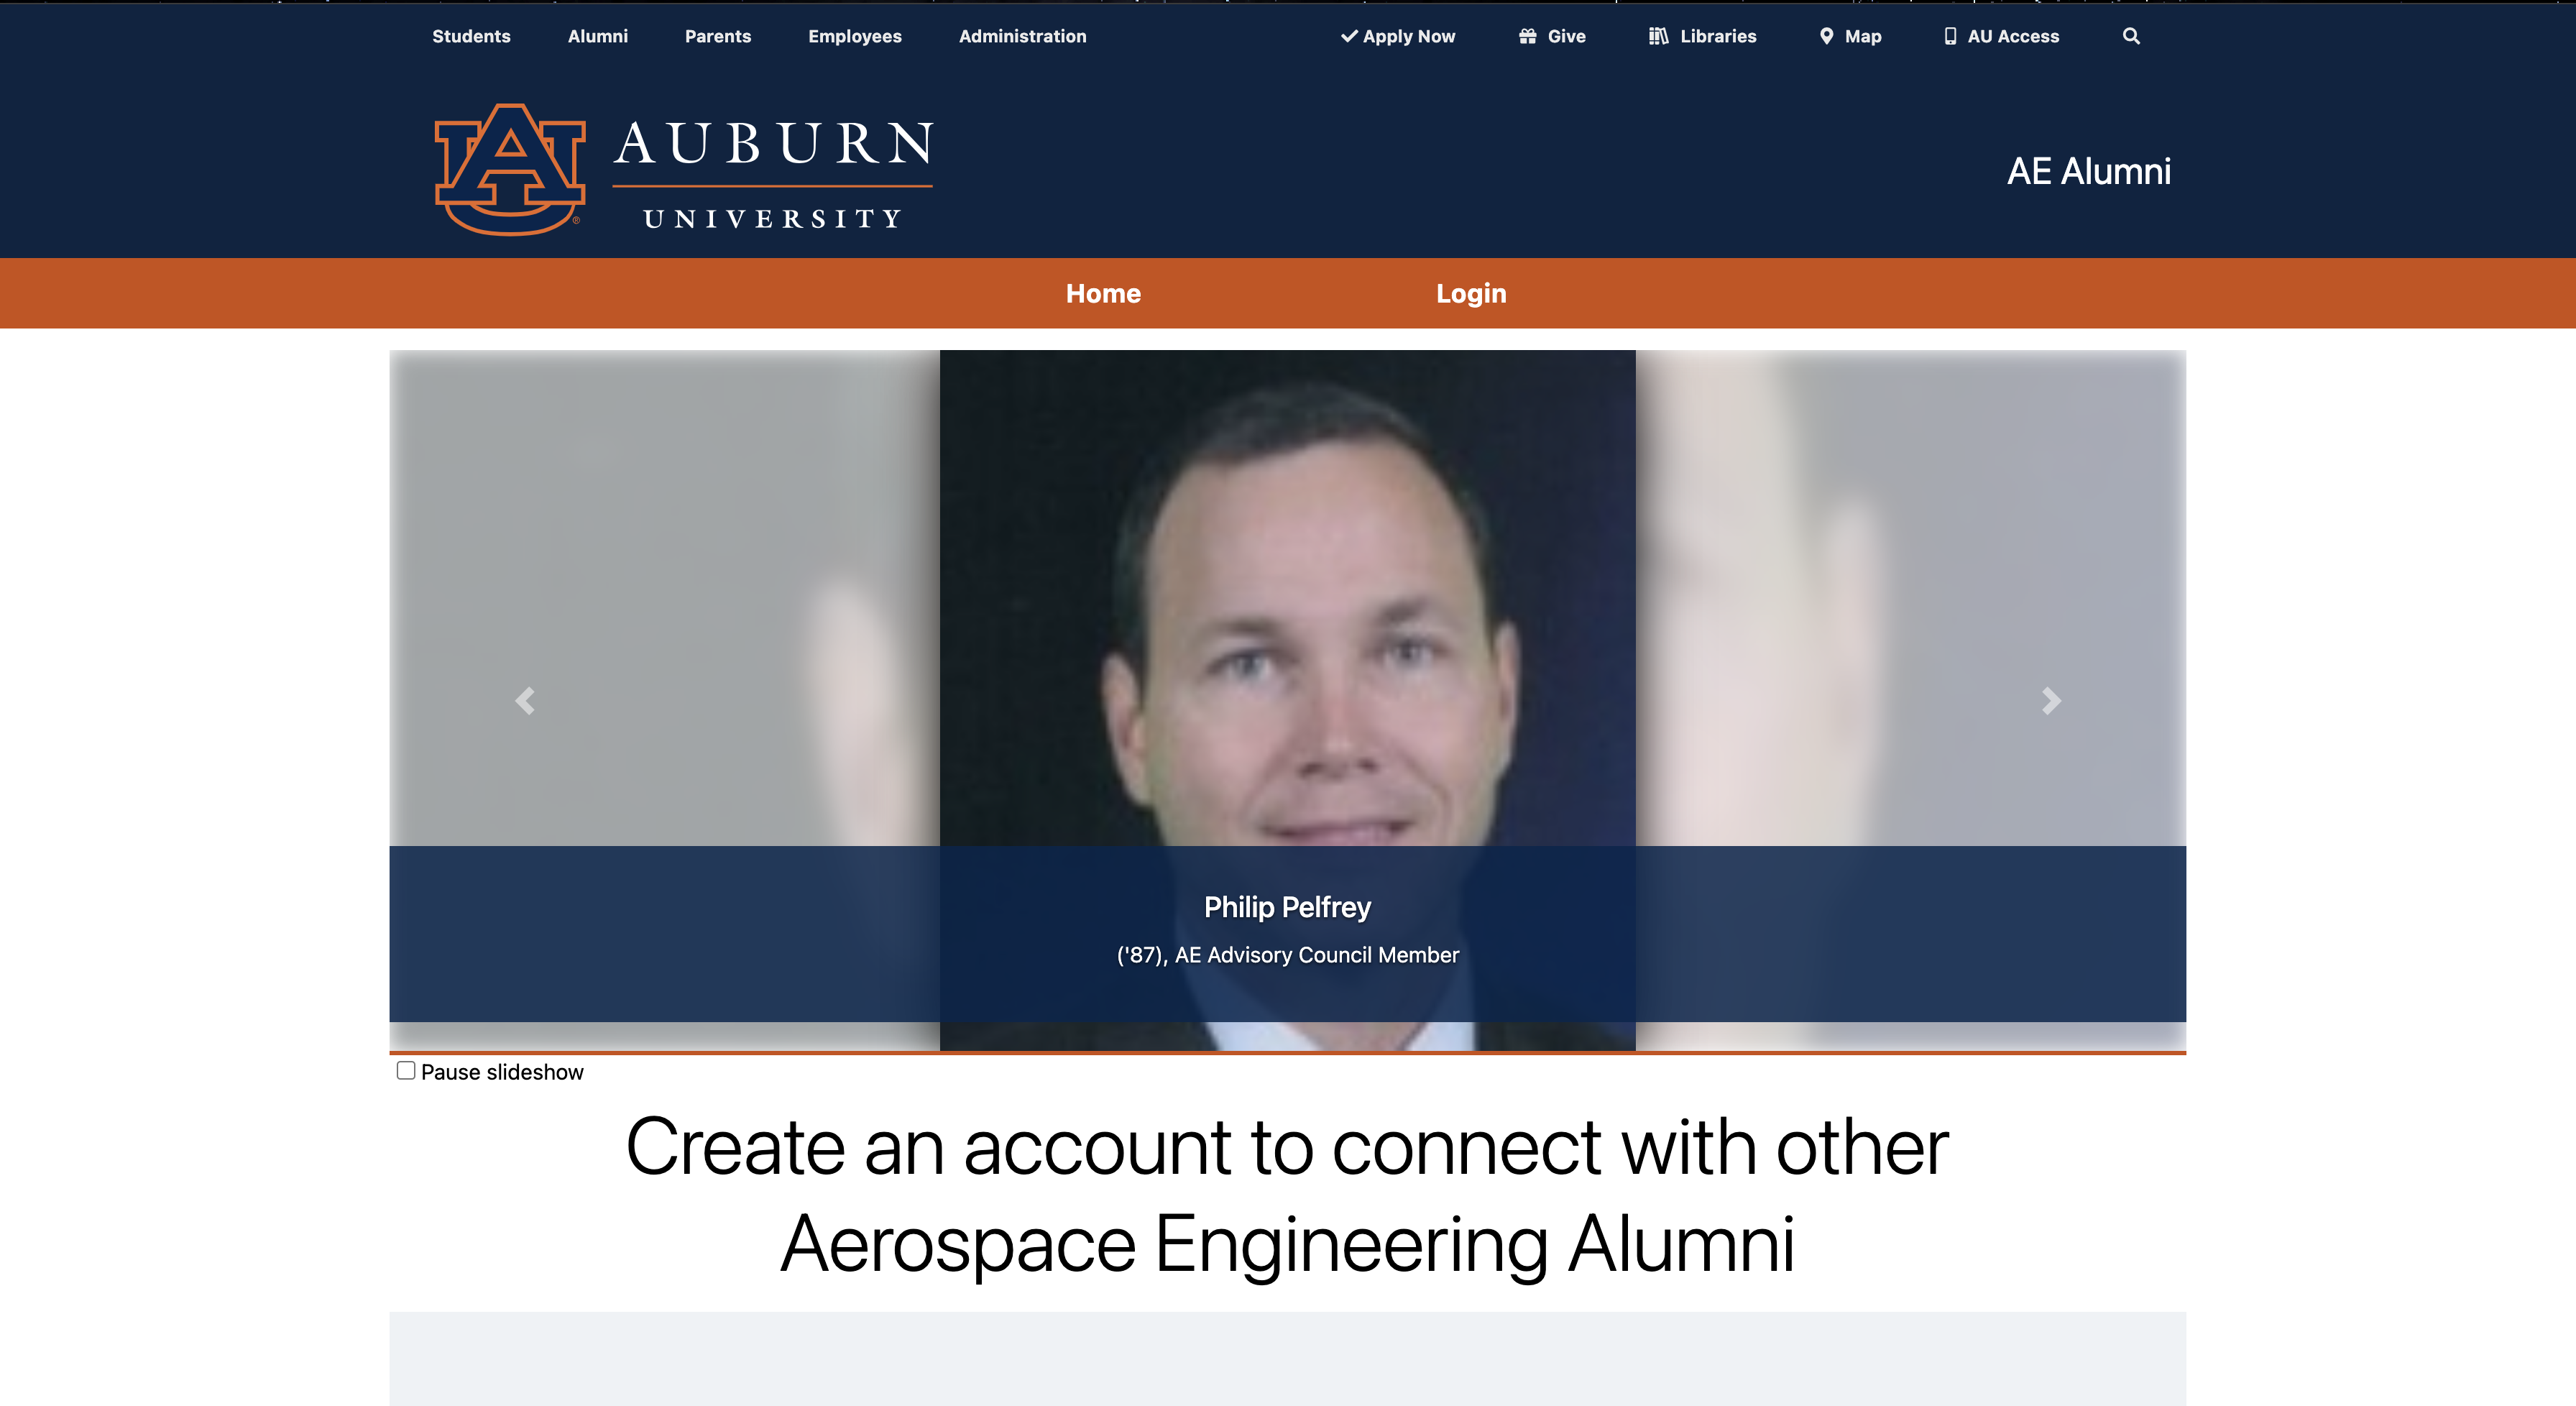 Students Alumni Parents Employees Administration Apply Now Give Libraries Map AU Access
AU ®
AUBURN
UNIVERSITY
AE Alumni
Home Login
Philip Pelfrey
('87), AE Advisory Council Member
Pause slideshow
Create an account to connect with other
Aerospace Engineering Alumni